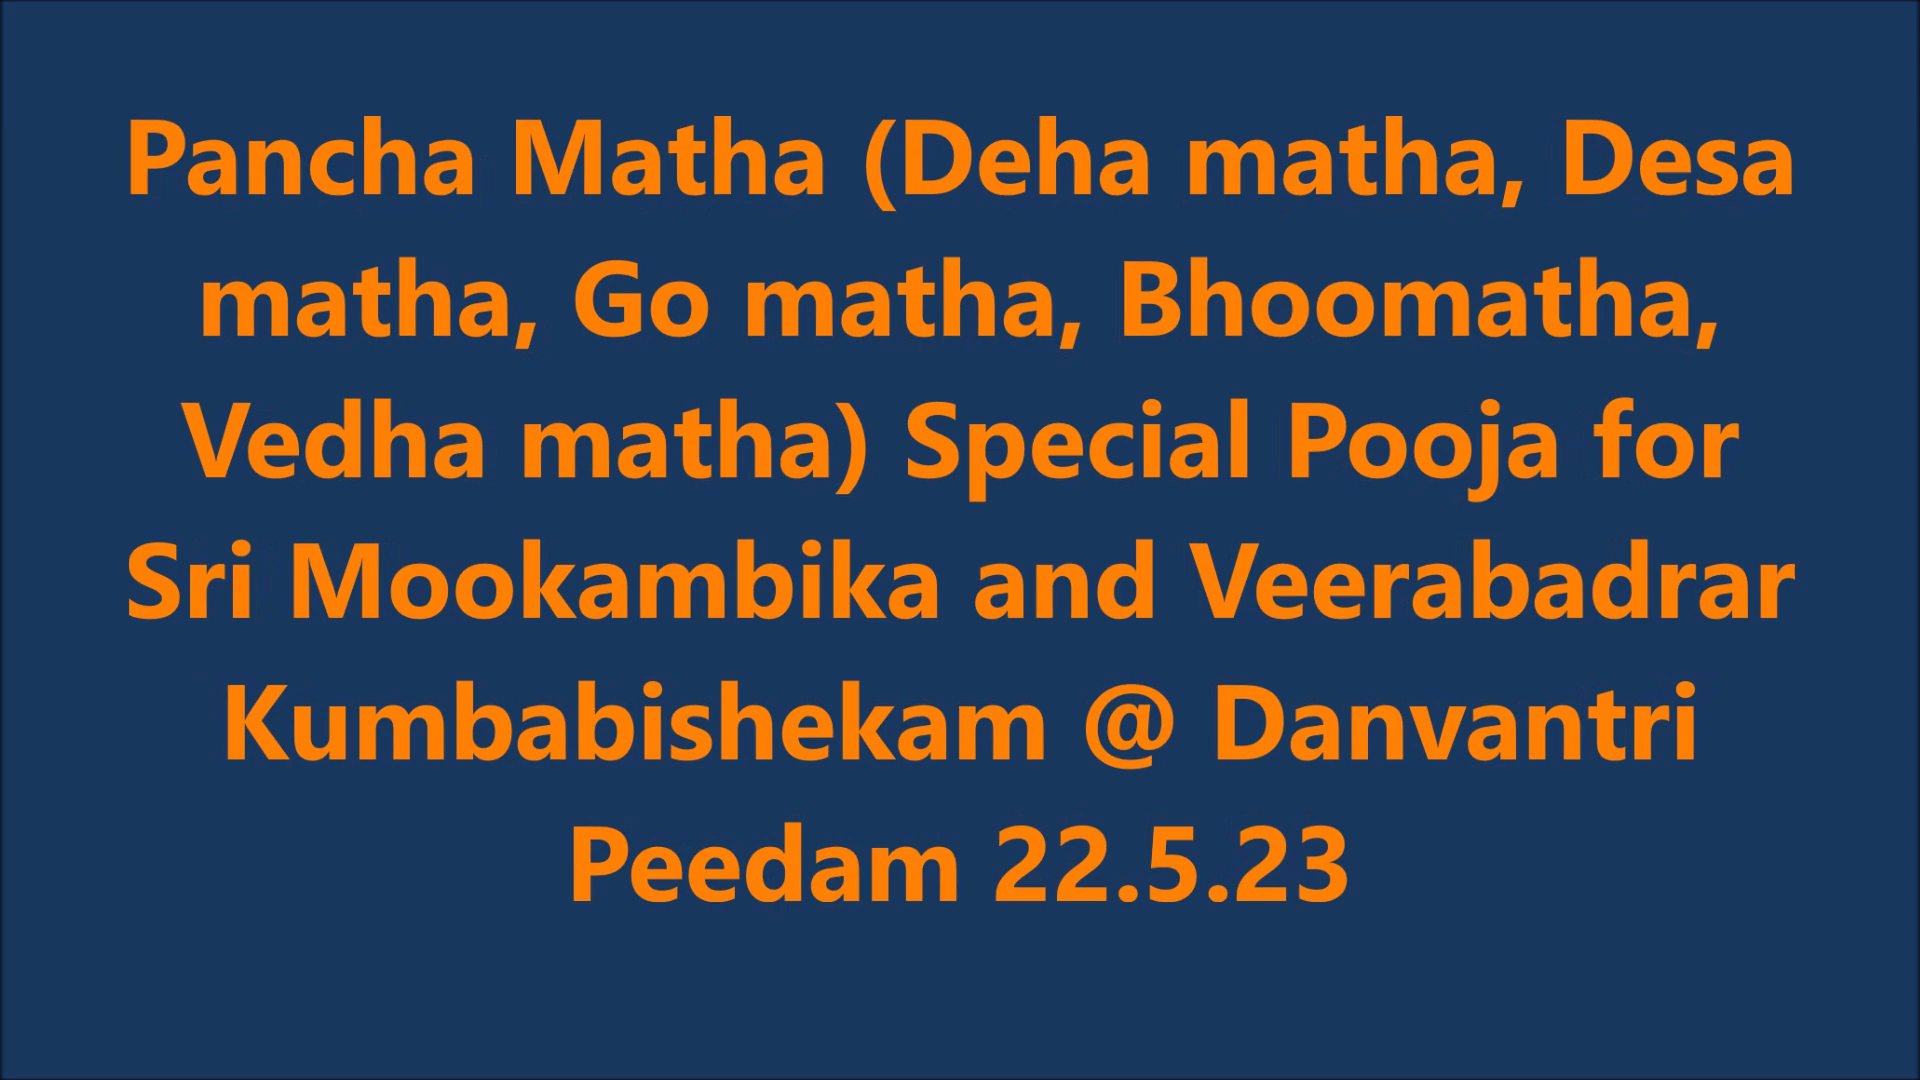 Pancha Matha (Deha matha, Desa
matha, Go matha, Bhoomatha,
Vedha matha) Special Pooja for
Sri Mookambika and Veerabadrar
Kumbabishekam @ Danvantri
Peedam 22.5.23